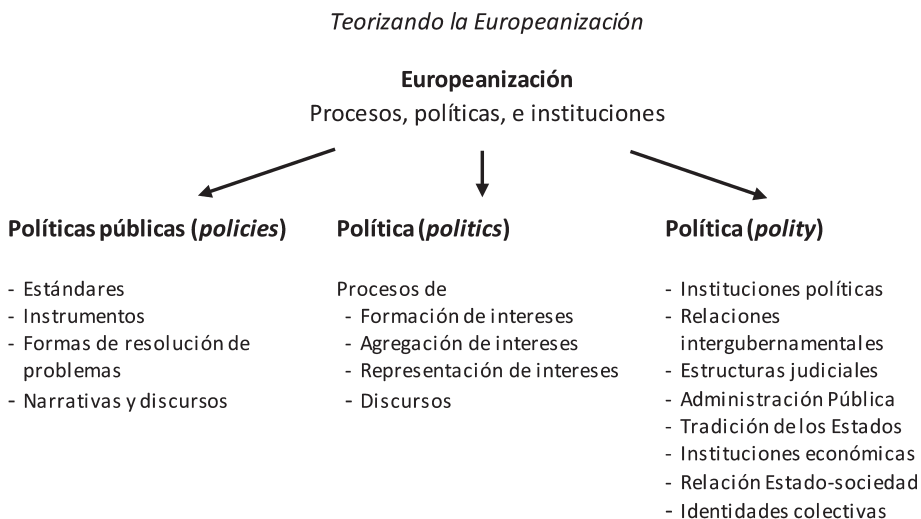 Teorizando la Europeanización
Europeanización
Procesos, políticas, e instituciones
Políticas públicas (policies)
- Estándares
- Instrumentos
- Formas de resolución de
problemas
- Narrativas y discursos
Política (politics)
Procesos de
- Formación de intereses
- Agregación de intereses
- Representación de intereses
- Discursos
Política (polity)
- Instituciones políticas
- Relaciones
intergubernamentales
- Estructuras judiciales
- Administración Pública
- Tradición de los Estados
- Instituciones económicas
- Relación Estado-sociedad
- Identidades colectivas